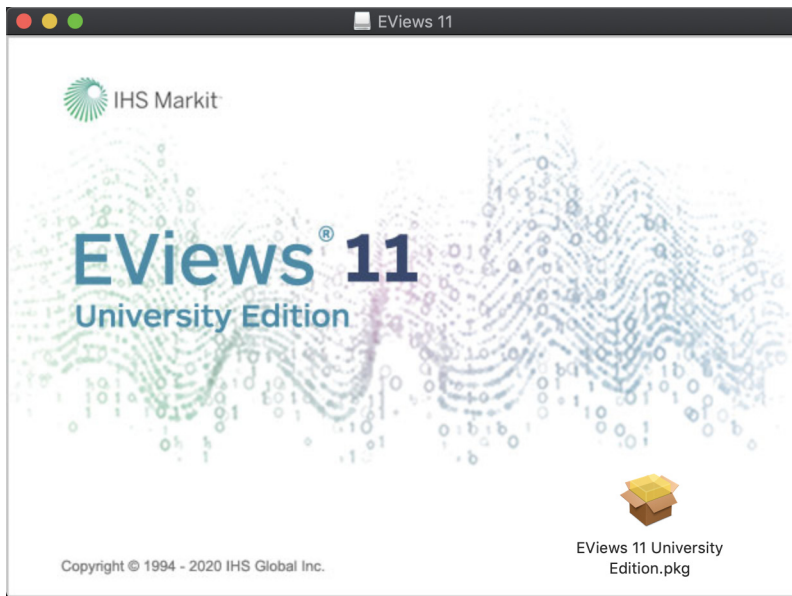 EViews 11
IHS Markit
EViews® 11
University Edition
EViews 11 University
Edition.pkg
Copyright © 1994 - 2020 IHS Global Inc.